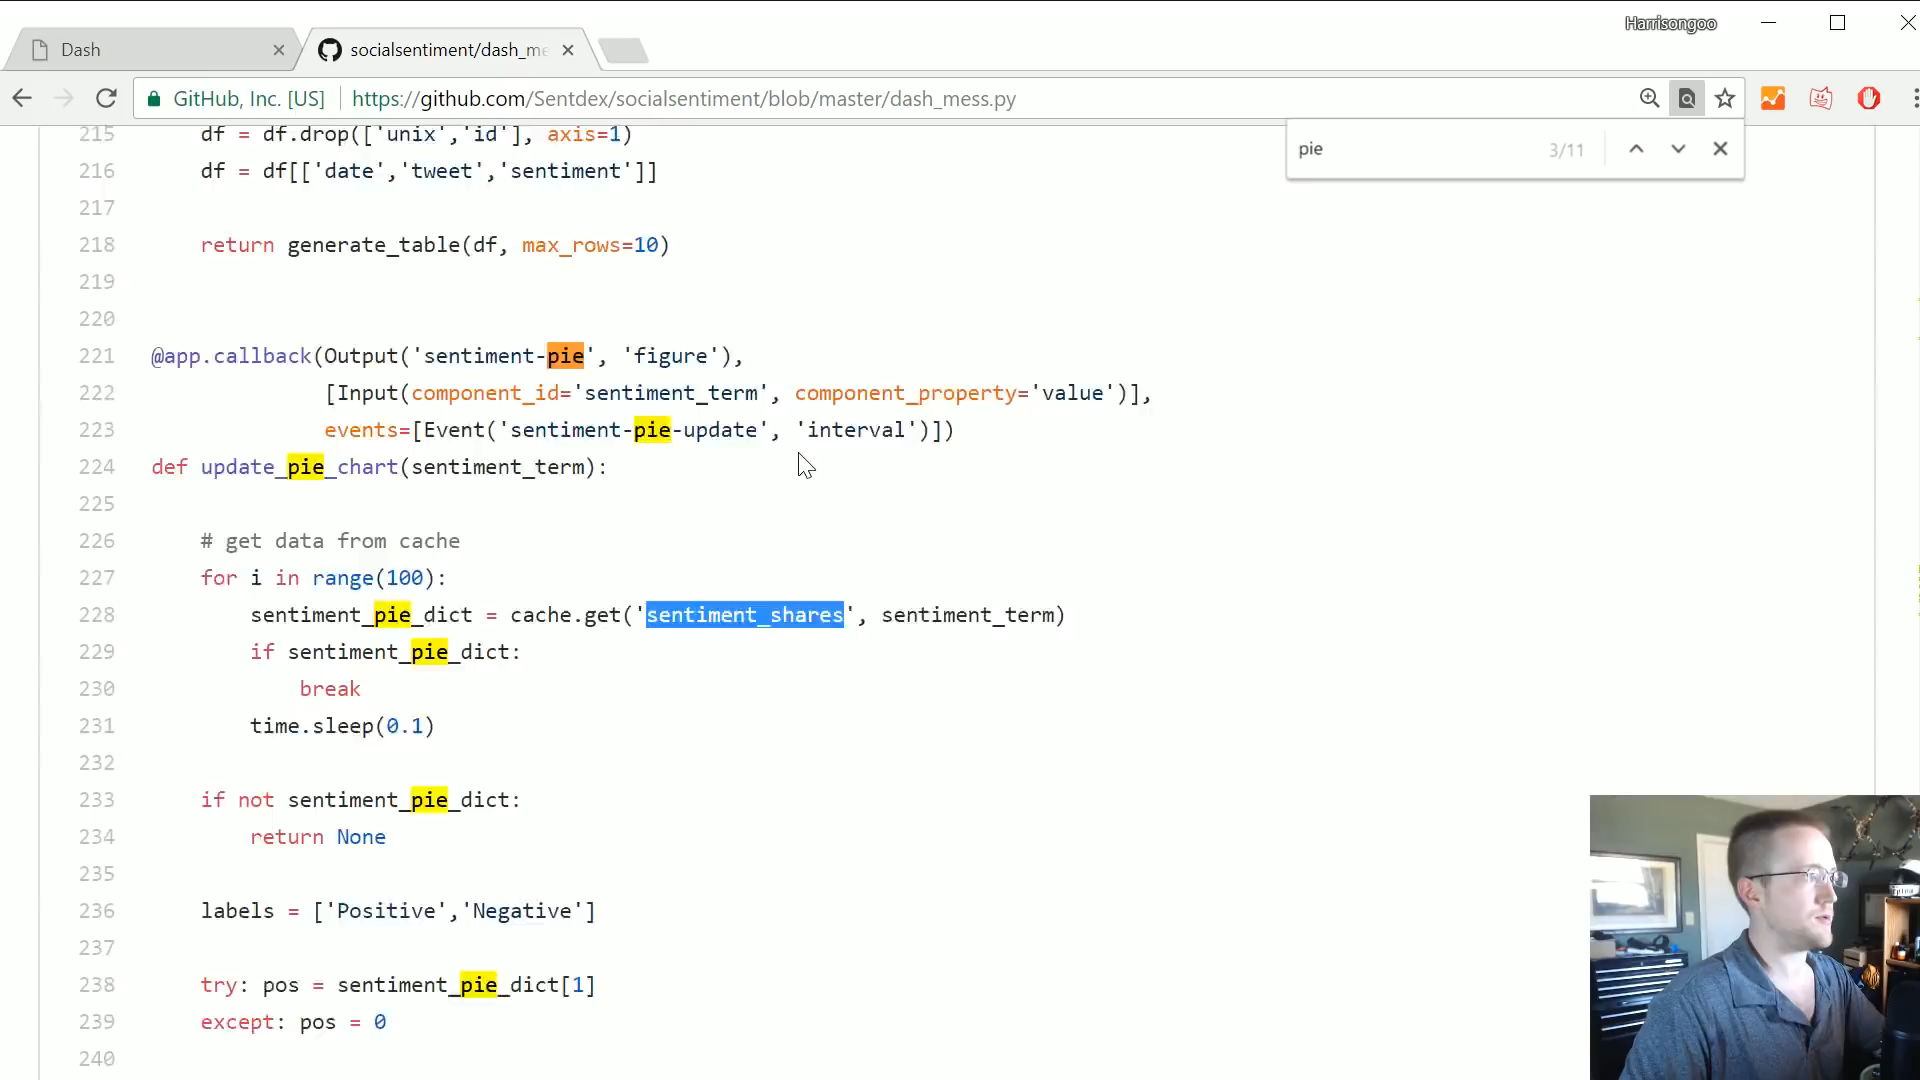 Harrisongoo
Dash
socialsentiment/dash_me
GitHub, Inc. [US] https://github.com/Sentdex/socialsentiment/blob/master/dash_mess.py
pie 3/11
215 df = df.drop(['unix','id'], axis=1)
216 df = df[['date','tweet','sentiment']]
217
218 return generate_table(df, max_rows=10)
219
220
221 @app.callback(Output('sentiment-pie', 'figure'),
222 [Input(component_id='sentiment_term', component_property='value')],
223 events=[Event('sentiment-pie-update', 'interval')])
224 def update_pie_chart(sentiment_term):
225
226 # get data from cache
227 for i in range(100):
228 sentiment_pie_dict = cache.get('sentiment_shares', sentiment_term)
229 if sentiment_pie_dict:
230 break
231 time.sleep(0.1)
232
233 if not sentiment_pie_dict:
234 return None
235
236 labels = ['Positive','Negative']
237
238 try: pos = sentiment_pie_dict[1]
239 except: pos = 0
240